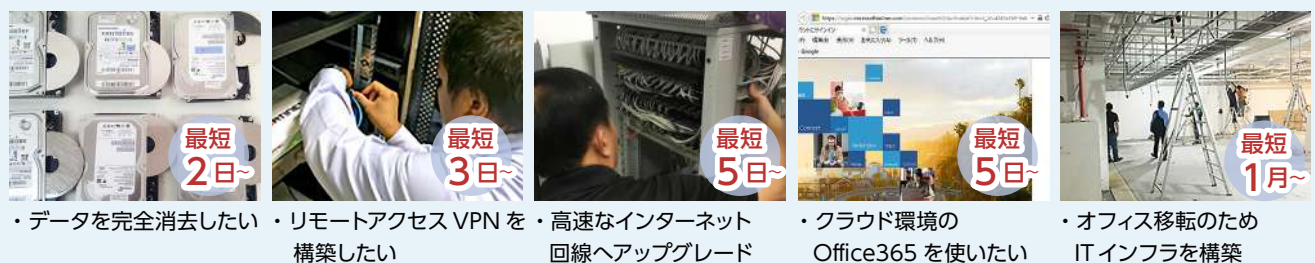 最短
2日~
最短
3日~
最短
5日~
最短
5日~
最短
1月~
・データを完全消去したい
・リモートアクセス VPN を
構築したい
・高速なインターネット
回線へアップグレード
・クラウド環境の
Office365 を使いたい
・オフィス移転のため
IT インフラを構築